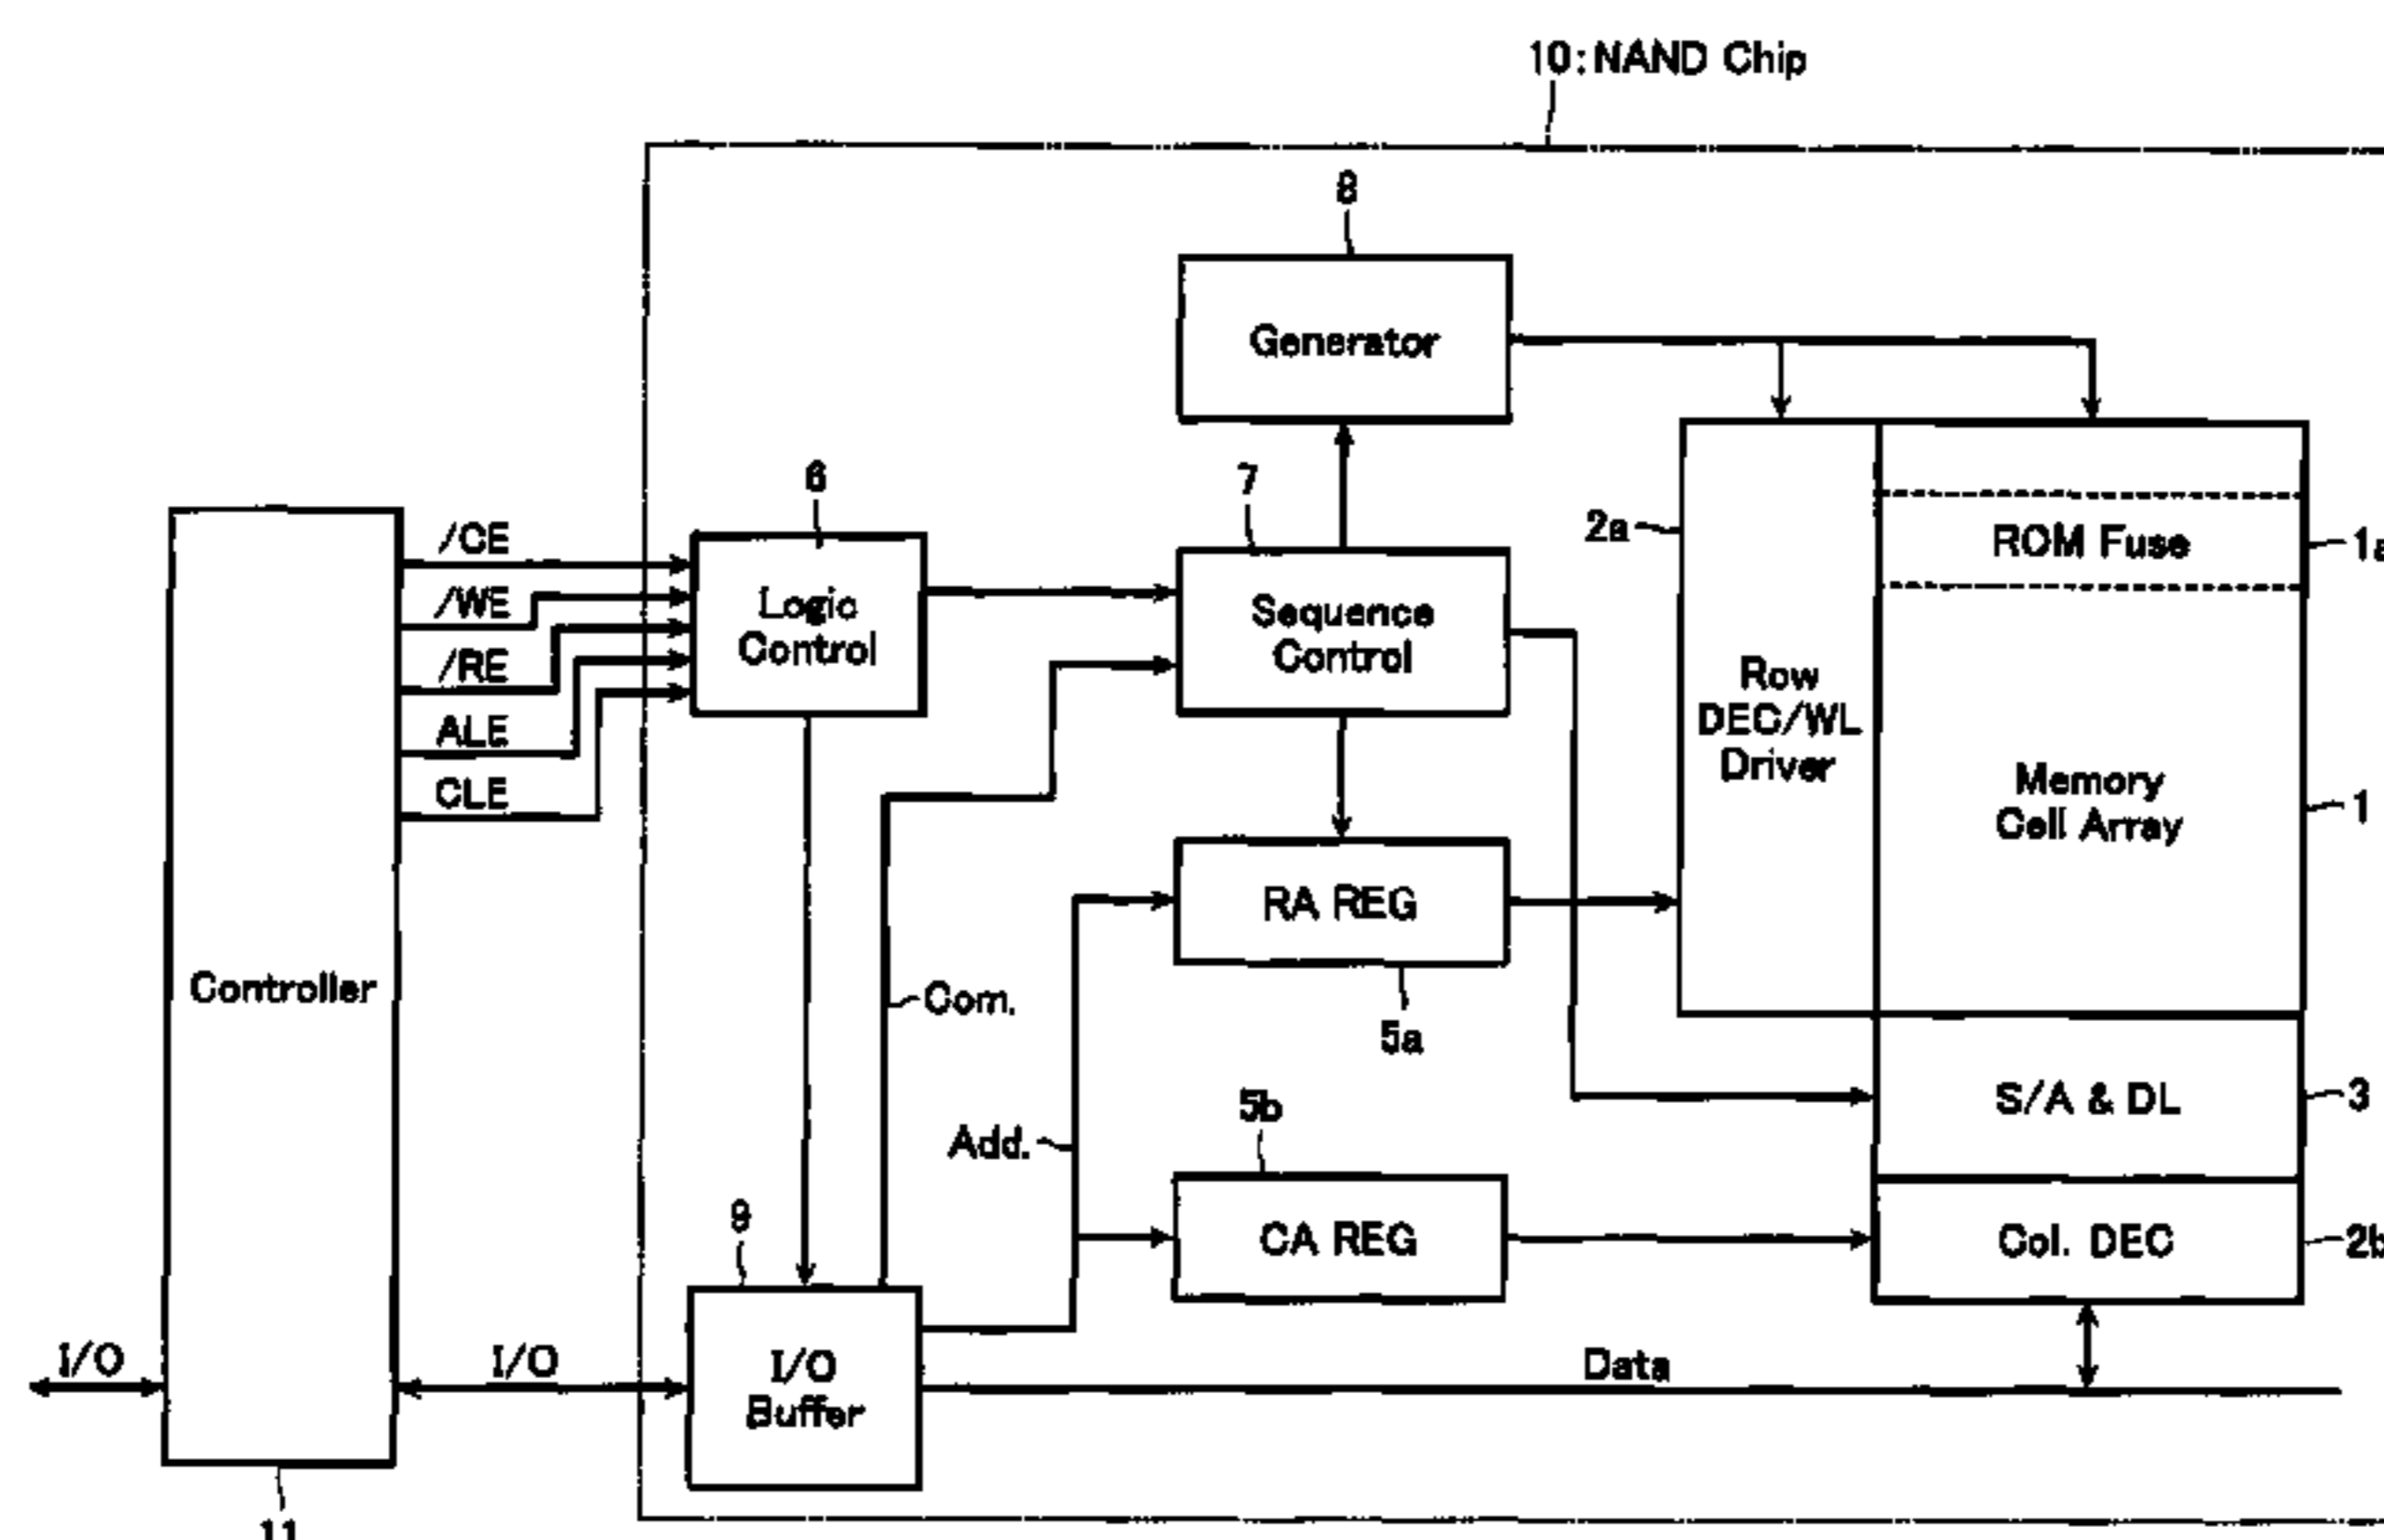 10:NAND Chip
8
Generator
6
7
2a
ROM Fuse
1a
/CE
/WE
/RE
ALE
CLE
Logic
Control
Sequence
Control
Row
DEC/WL
Driver
Memory
Cell Array
1
RA REG
5a
Controller
Com.
S/A & DL
3
5b
Add.
CA REG
Col. DEC
2b
9
I/O
I/O
I/O
Buffer
Data
11